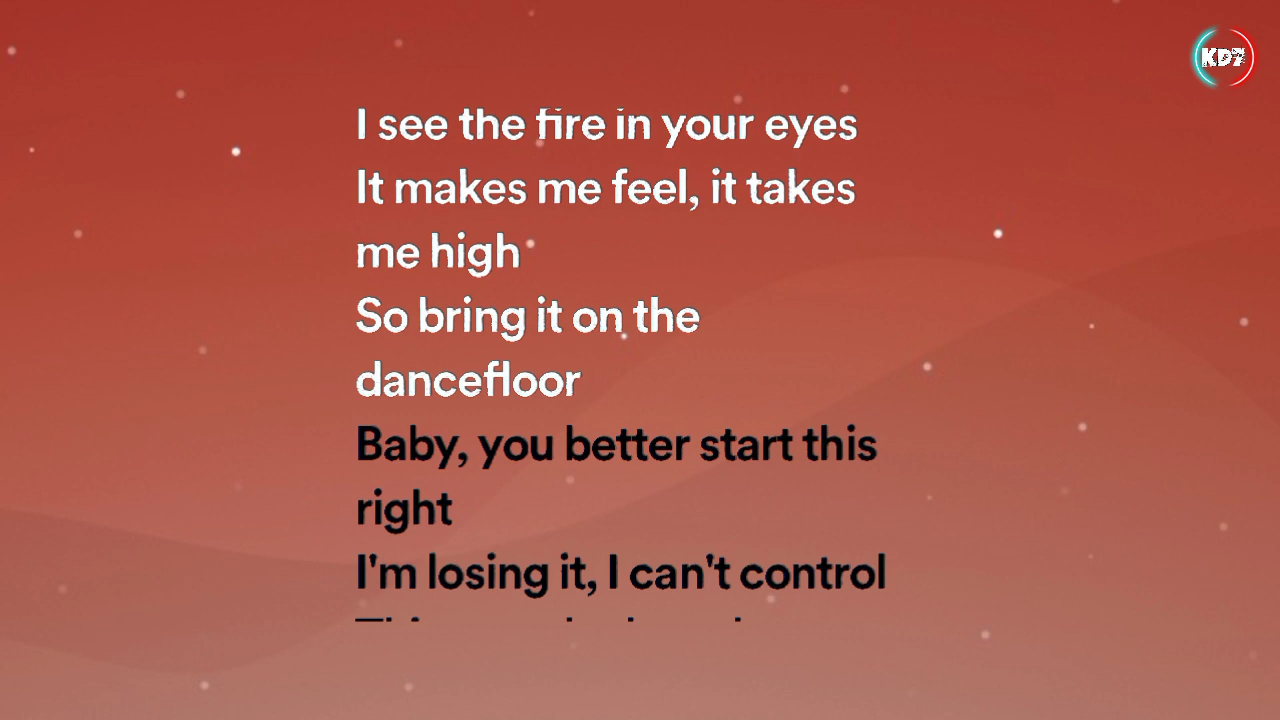 KD7
I see the fire in your eyes
It makes me feel, it takes
me high
So bring it on the
dancefloor
Baby, you better start this
right
I'm losing it, I can't control